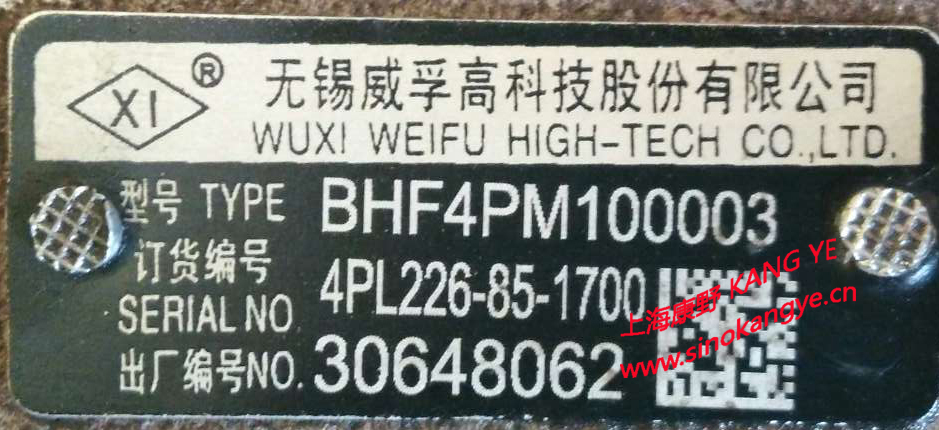 XI ®
无锡威孚高科技股份有限公司
WUXI WEIFU HIGH-TECH CO.,LTD.
型号 TYPE BHF4PM100003
订货编号
SERIAL NO 4PL226-85-1700
出厂编号NO. 30648062
上海康野 KANG YE
www.sinokangye.cn